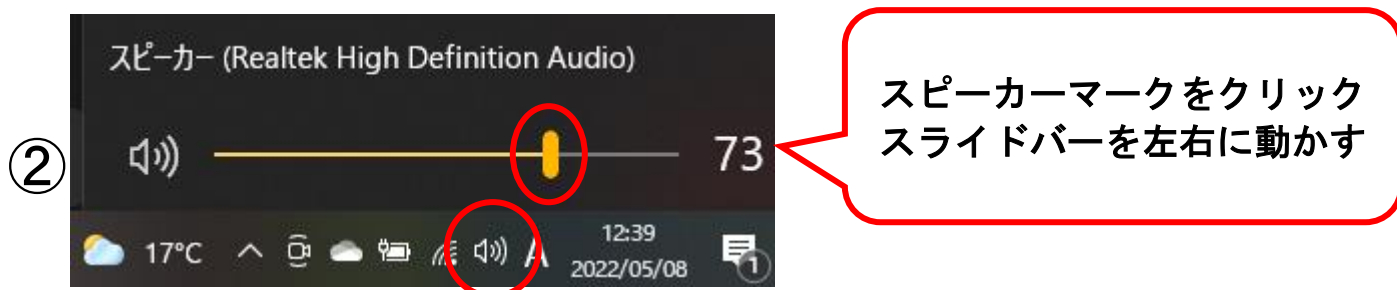 スピーカー (Realtek High Definition Audio)
② 73
スピーカーマークをクリック
スライドバーを左右に動かす
17°C A 12:39
2022/05/08
1